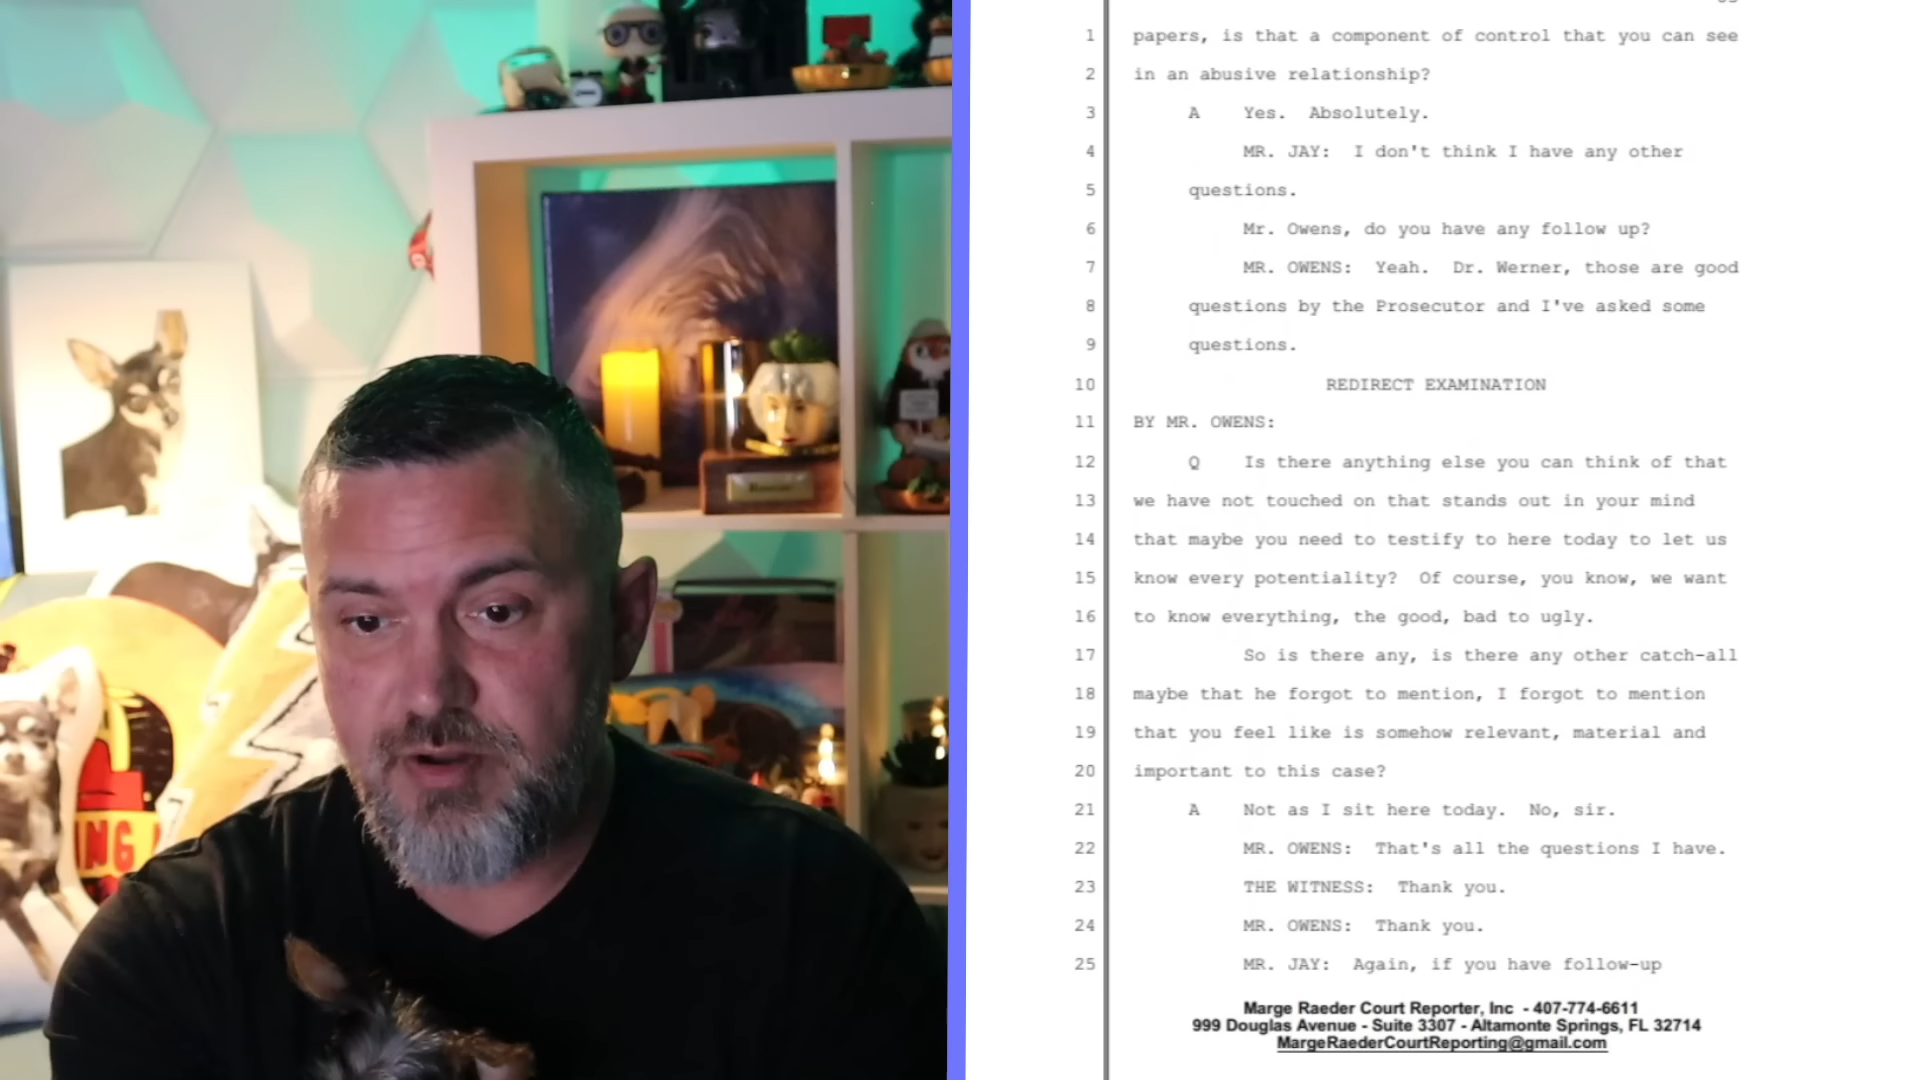 1 papers, is that a component of control that you can see
2 in an abusive relationship?
3 A Yes. Absolutely.
4 MR. JAY: I don't think I have any other
5 questions.
6 Mr. Owens, do you have any follow up?
7 MR. OWENS: Yeah. Dr. Werner, those are good
8 questions by the Prosecutor and I've asked some
9 questions.
10 REDIRECT EXAMINATION
11 BY MR. OWENS:
12 Q Is there anything else you can think of that
13 we have not touched on that stands out in your mind
14 that maybe you need to testify to here today to let us
15 know every potentiality? Of course, you know, we want
16 to know everything, the good, bad to ugly.
17 So is there any, is there any other catch-all
18 maybe that he forgot to mention, I forgot to mention
19 that you feel like is somehow relevant, material and
20 important to this case?
21 A Not as I sit here today. No, sir.
22 MR. OWENS: That's all the questions I have.
23 THE WITNESS: Thank you.
24 MR. OWENS: Thank you.
25 MR. JAY: Again, if you have follow-up
Marge Raeder Court Reporter, Inc - 407-774-6611
999 Douglas Avenue - Suite 3307 - Altamonte Springs, FL 32714
MargeRaederCourtReporting@gmail.com